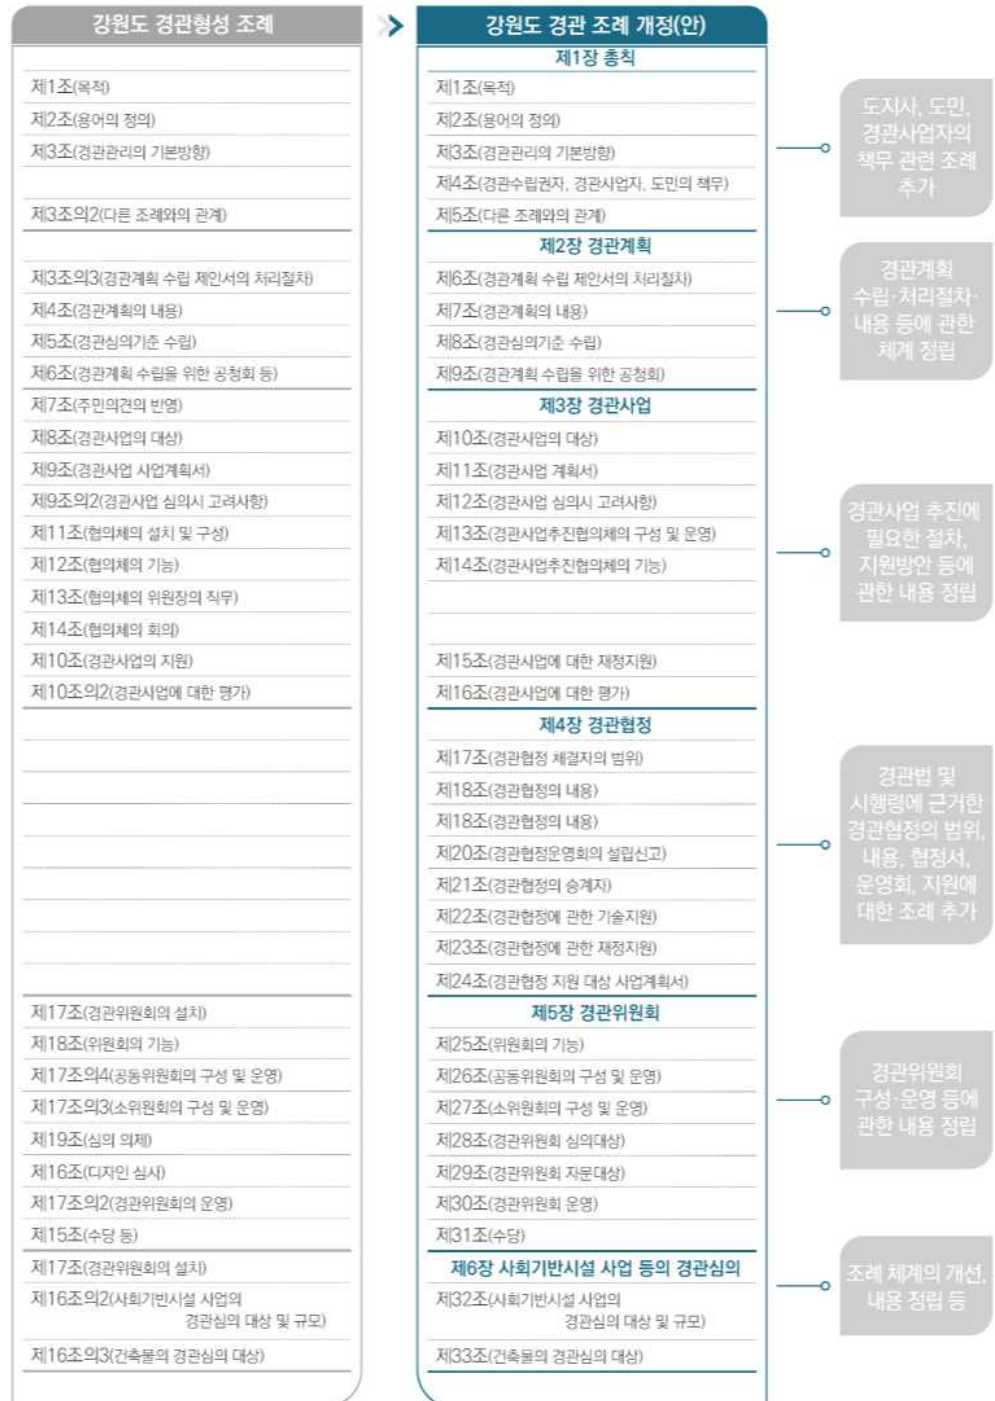 강원도 경관형성 조례
제1조(목적)
제2조(용어의 정의)
제3조(경관관리의 기본방향)
제3조의2(다른 조례와의 관계)
제3조의3(경관계획 수립 제안서의 처리절차)
제4조(경관계획의 내용)
제5조(경관심의기준 수립)
제6조(경관계획 수립을 위한 공청회 등)
제7조(주민의견의 반영)
제8조(경관사업의 대상)
제9조(경관사업 사업계획서)
제9조의2(경관사업 심의시 고려사항)
제11조(협의체의 설치 및 구성)
제12조(협의체의 기능)
제13조(협의체의 위원장의 직무)
제14조(협의체의 회의)
제10조(경관사업의 지원)
제10조의2(경관사업에 대한 평가)
제17조(경관위원회의 설치)
제18조(위원회의 기능)
제17조의4(공동위원회의 구성 및 운영)
제17조의3(소위원회의 구성 및 운영)
제19조(심의 의제)
제16조(디자인 심사)
제17조의2(경관위원회의 운영)
제15조(수당 등)
제17조(경관위원회의 설치)
제16조의2(사회기반시설 사업의
경관심의 대상 및 규모)
제16조의3(건축물의 경관심의 대상)
강원도 경관 조례 개정(안)
제1장 총칙
제1조(목적)
제2조(용어의 정의)
제3조(경관관리의 기본방향)
제4조(경관수립권자, 경관사업자, 도민의 책무)
제5조(다른 조례와의 관계)
제2장 경관계획
제6조(경관계획 수립 제안서의 처리절차)
제7조(경관계획의 내용)
제8조(경관심의기준 수립)
제9조(경관계획 수립을 위한 공청회)
제3장 경관사업
제10조(경관사업의 대상)
제11조(경관사업 계획서)
제12조(경관사업 심의시 고려사항)
제13조(경관사업추진협의체의 구성 및 운영)
제14조(경관사업추진협의체의 기능)
제15조(경관사업에 대한 재정지원)
제16조(경관사업에 대한 평가)
제4장 경관협정
제17조(경관협정 체결자의 범위)
제18조(경관협정의 내용)
제18조(경관협정의 내용)
제20조(경관협정운영회의 설립신고)
제21조(경관협정의 승계자)
제22조(경관협정에 관한 기술지원)
제23조(경관협정에 관한 재정지원)
제24조(경관협정 지원 대상 사업계획서)
제5장 경관위원회
제25조(위원회의 기능)
제26조(공동위원회의 구성 및 운영)
제27조(소위원회의 구성 및 운영)
제28조(경관위원회 심의대상)
제29조(경관위원회 자문대상)
제30조(경관위원회 운영)
제31조(수당)
제6장 사회기반시설 사업 등의 경관심의
제32조(사회기반시설 사업의
경관심의 대상 및 규모)
제33조(건축물의 경관심의 대상)
도지사, 도민,
경관사업자의
책무 관련 조례
추가
경관계획
수립·처리절차·
내용 등에 관한
체계 정립
경관사업 추진에
필요한 절차,
지원방안 등에
관한 내용 정립
경관법 및
시행령에 근거한
경관협정의 범위,
내용, 협정서,
운영회, 지원에
대한 조례 추가
경관위원회
구성·운영 등에
관한 내용 정립
조례 체계의 개선,
내용 정립 등